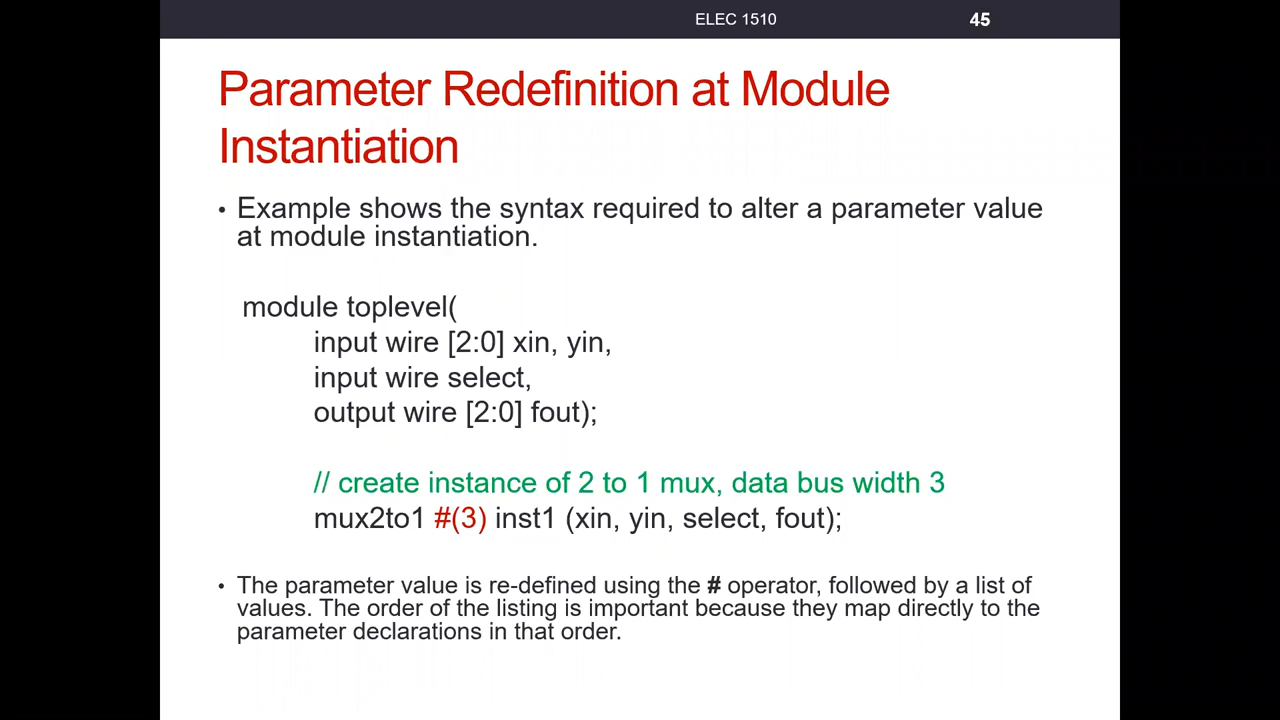 ELEC 1510
45
Parameter Redefinition at Module
Instantiation
• Example shows the syntax required to alter a parameter value
at module instantiation.
module toplevel(
input wire [2:0] xin, yin,
input wire select,
output wire [2:0] fout);
// create instance of 2 to 1 mux, data bus width 3
mux2to1 #(3) inst1 (xin, yin, select, fout);
• The parameter value is re-defined using the # operator, followed by a list of
values. The order of the listing is important because they map directly to the
parameter declarations in that order.